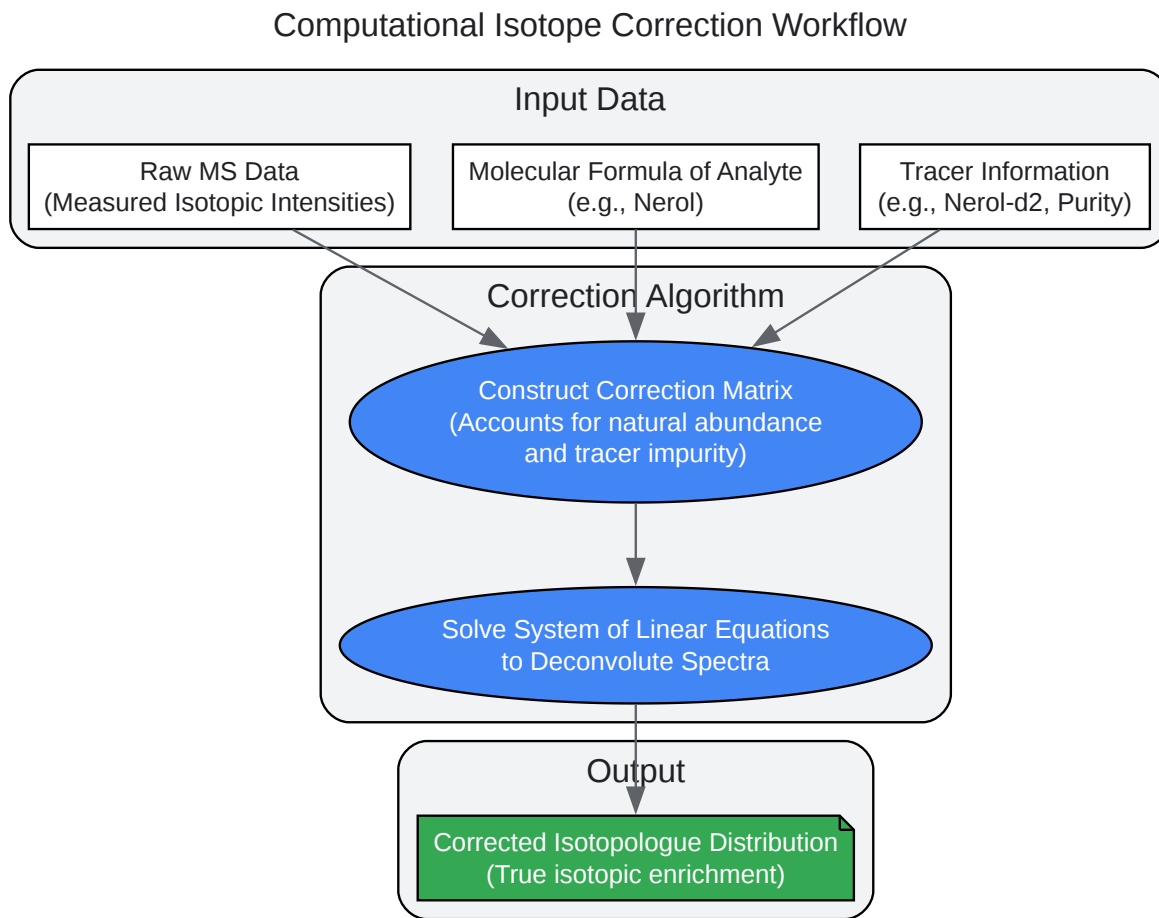 Computational Isotope Correction Workflow
Input Data
Raw MS Data
(Measured Isotopic Intensities)
Molecular Formula of Analyte
(e.g., Nerol)
Tracer Information
(e.g., Nerol-d2, Purity)
Correction Algorithm
Construct Correction Matrix
(Accounts for natural abundance
and tracer impurity)
Solve System of Linear Equations
to Deconvolute Spectra
Output
Corrected Isotopologue Distribution
(True isotopic enrichment)